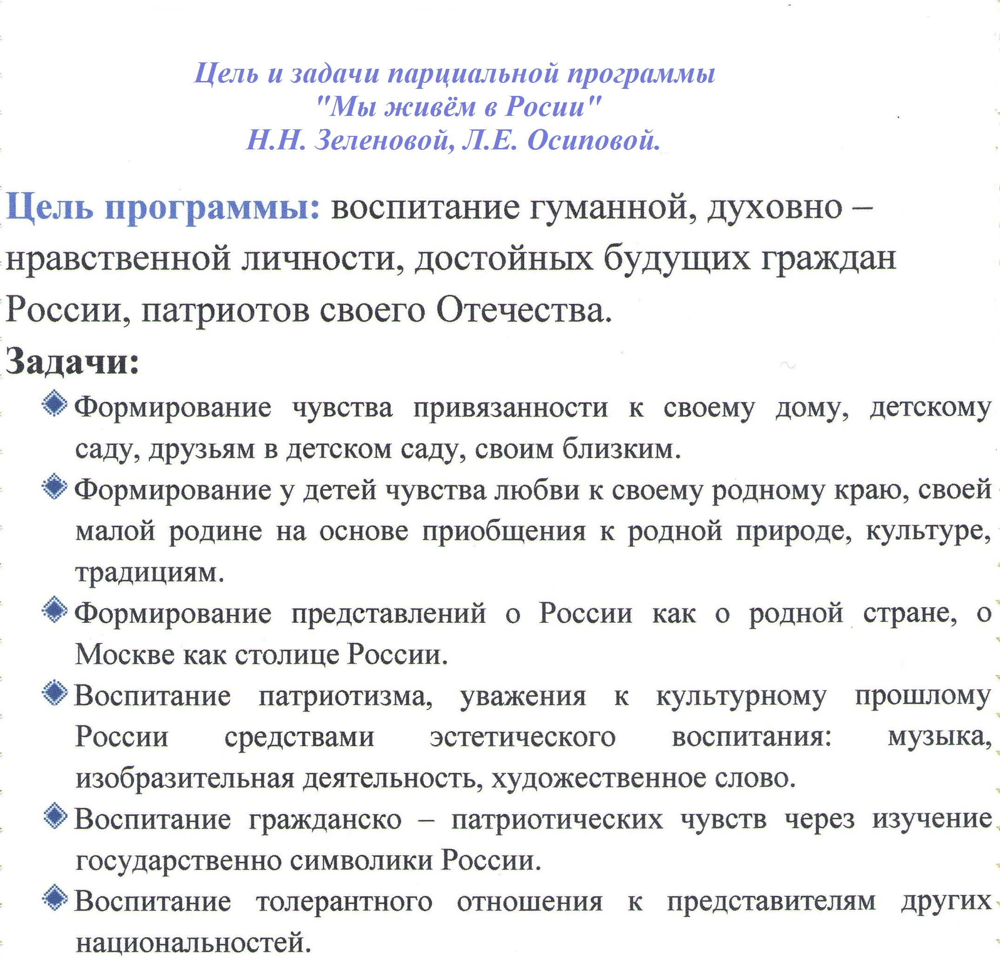 Цель и задачи парциальной программы
"Мы живём в Росии"
Н.Н. Зеленовой, Л.Е. Осиповой.
Цель программы: воспитание гуманной, духовно –
нравственной личности, достойных будущих граждан
России, патриотов своего Отечества.
Задачи:
Формирование чувства привязанности к своему дому, детскому
саду, друзьям в детском саду, своим близким.
Формирование у детей чувства любви к своему родному краю, своей
малой родине на основе приобщения к родной природе, культуре,
традициям.
Формирование представлений о России как о родной стране, о
Москве как столице России.
Воспитание патриотизма, уважения к культурному прошлому
России средствами эстетического воспитания: музыка,
изобразительная деятельность, художественное слово.
Воспитание гражданско – патриотических чувств через изучение
государственно символики России.
Воспитание толерантного отношения к представителям других
национальностей.